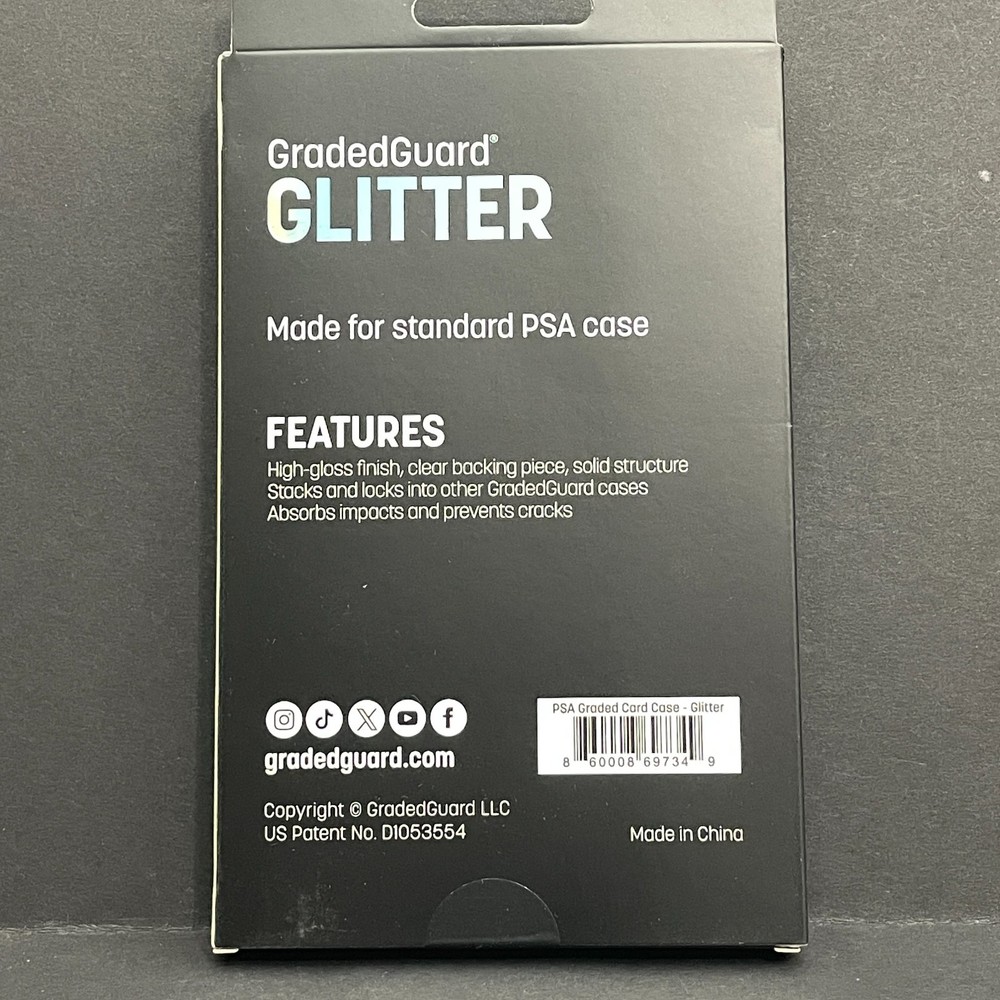 GradedGuard®
GLITTER
Made for standard PSA case
FEATURES
High-gloss finish, clear backing piece, solid structure
Stacks and locks into other GradedGuard cases
Absorbs impacts and prevents cracks
gradedguard.com
PSA Graded Card Case - Glitter
8 60008 69734 9
Copyright © GradedGuard LLC
US Patent No. D1053554
Made in China